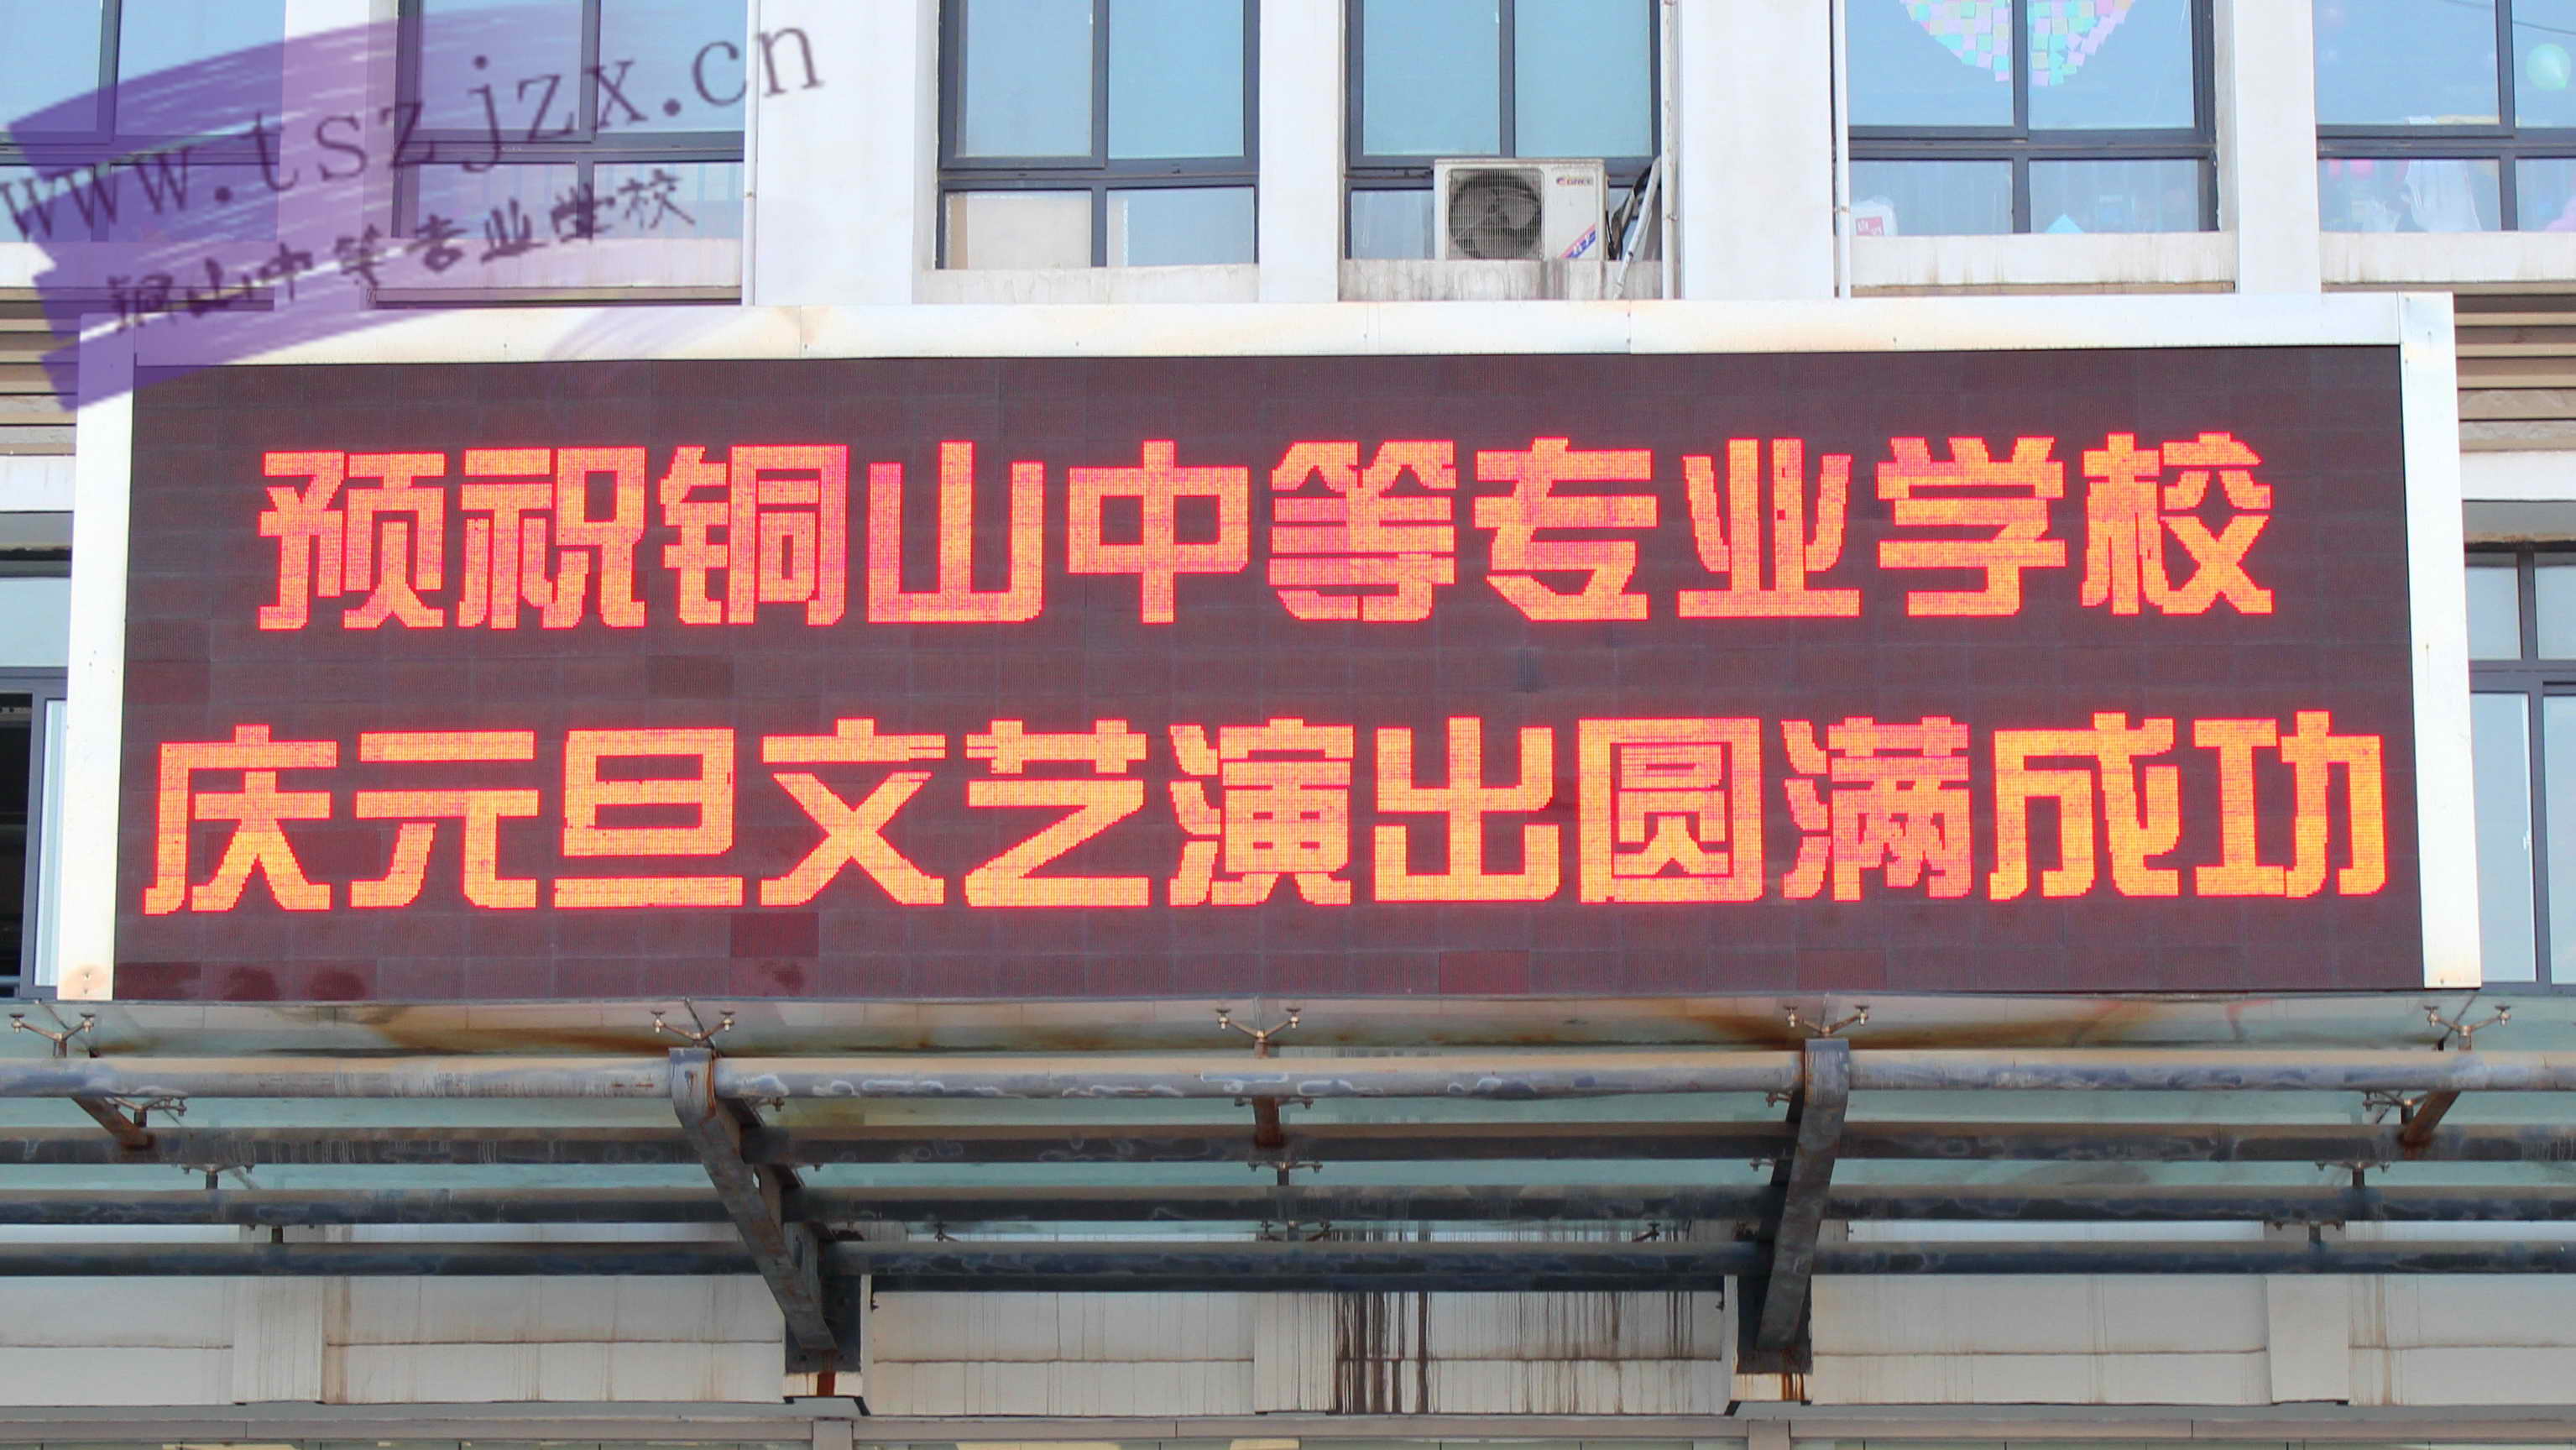 www.tszjzx.cn
铜山中等专业学校
GREE
预祝铜山中等专业学校
庆元旦文艺演出圆满成功